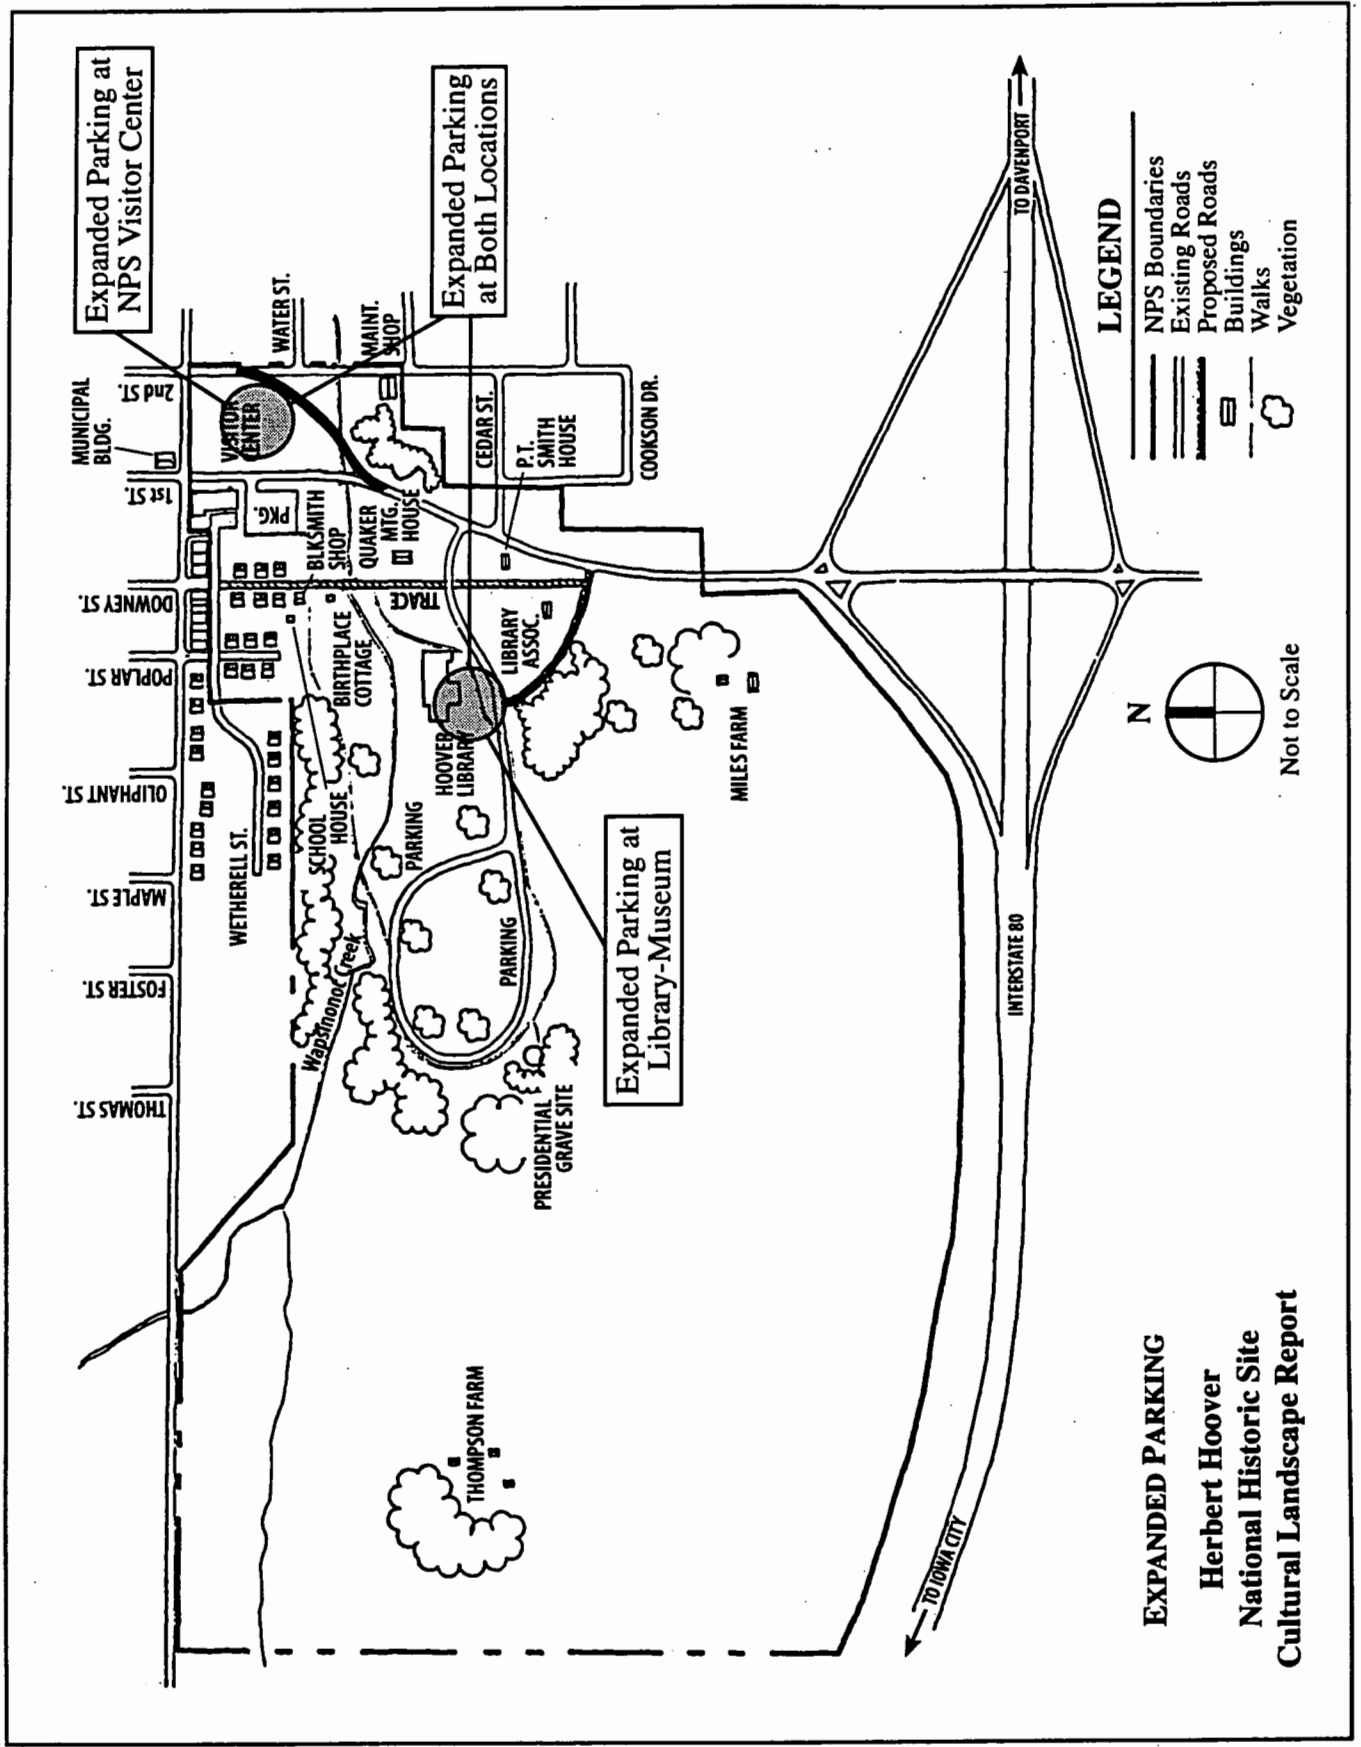 Expanded Parking at
NPS Visitor Center
Expanded Parking
at Both Locations
Expanded Parking at
Library-Museum
THOMAS ST.
FOSTER ST.
MAPLE ST.
OLIPHANT ST.
POPLAR ST.
DOWNEY ST.
1st ST.
2nd ST.
MUNICIPAL
BLDG.
WATER ST.
MAINT.
SHOP
VISITOR
CENTER
PKG.
BLKSMITH
SHOP
QUAKER
MTG.
HOUSE
CEDAR ST.
P.T.
SMITH
HOUSE
COOKSON DR.
TRACE
BIRTHPLACE
COTTAGE
LIBRARY
ASSOC.
HOOVER
LIBRARY
WETHERELL ST.
SCHOOL
HOUSE
PARKING
PARKING
Wapsinonoc Creek
PRESIDENTIAL
GRAVE SITE
MILES FARM
THOMPSON FARM
INTERSTATE 80
TO DAVENPORT
TO IOWA CITY
LEGEND
NPS Boundaries
Existing Roads
Proposed Roads
Buildings
Walks
Vegetation
N
Not to Scale
EXPANDED PARKING
Herbert Hoover
National Historic Site
Cultural Landscape Report